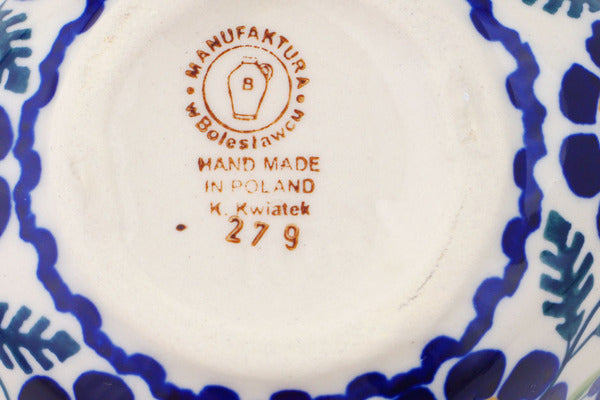 MANUFAKTURA
w Bolesławcu
B
HAND MADE
IN POLAND
K. Kwiatek
279